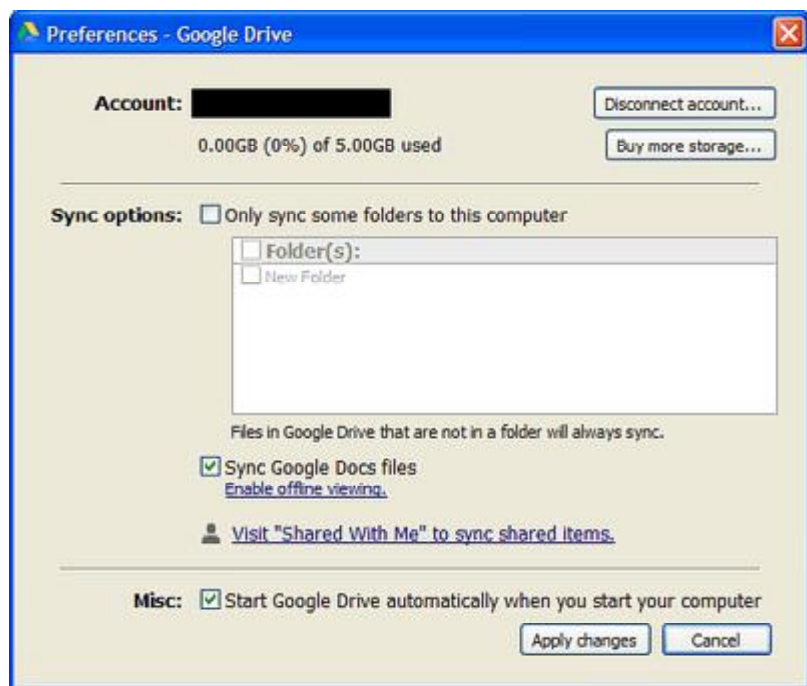 Preferences - Google Drive
Account: Disconnect account...
0.00GB (0%) of 5.00GB used Buy more storage...
Sync options: Only sync some folders to this computer
Folder(s):
New Folder
Files in Google Drive that are not in a folder will always sync.
Sync Google Docs files
Enable offline viewing.
Visit "Shared With Me" to sync shared items.
Misc: Start Google Drive automatically when you start your computer
Apply changes Cancel